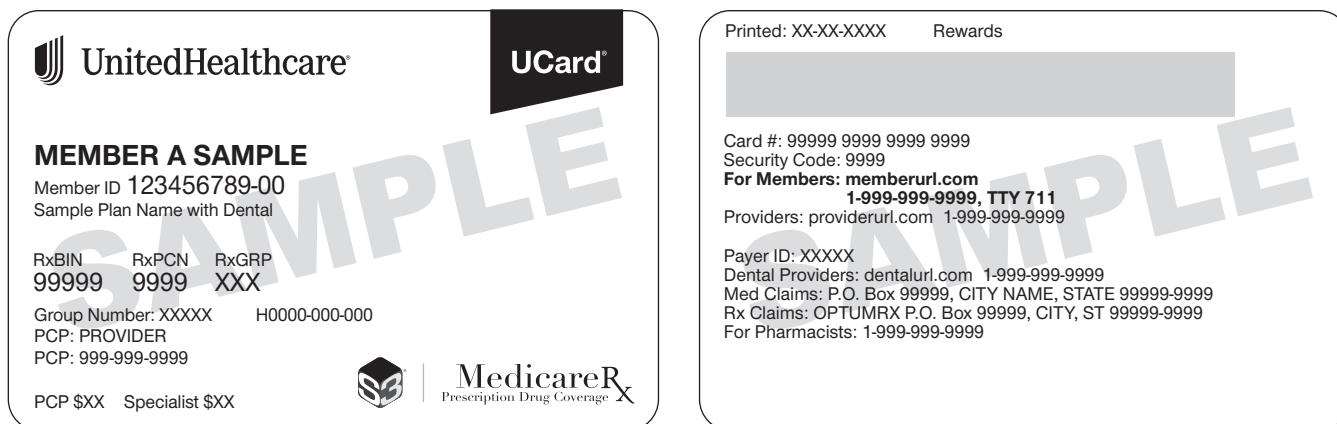 UnitedHealthcare®
UCard®
MEMBER A SAMPLE
Member ID 123456789-00
Sample Plan Name with Dental
RxBIN RxPCN RxGRP
99999 9999 XXX
Group Number: XXXXX H0000-000-000
PCP: PROVIDER
PCP: 999-999-9999
PCP $XX Specialist $XX
S3
MedicareRx
Prescription Drug Coverage
SAMPLE
Printed: XX-XX-XXXX Rewards
Card #: 99999 9999 9999 9999
Security Code: 9999
For Members: memberurl.com
1-999-999-9999, TTY 711
Providers: providerurl.com 1-999-999-9999
Payer ID: XXXXX
Dental Providers: dentalurl.com 1-999-999-9999
Med Claims: P.O. Box 99999, CITY NAME, STATE 99999-9999
Rx Claims: OPTUMRX P.O. Box 99999, CITY, ST 99999-9999
For Pharmacists: 1-999-999-9999
SAMPLE